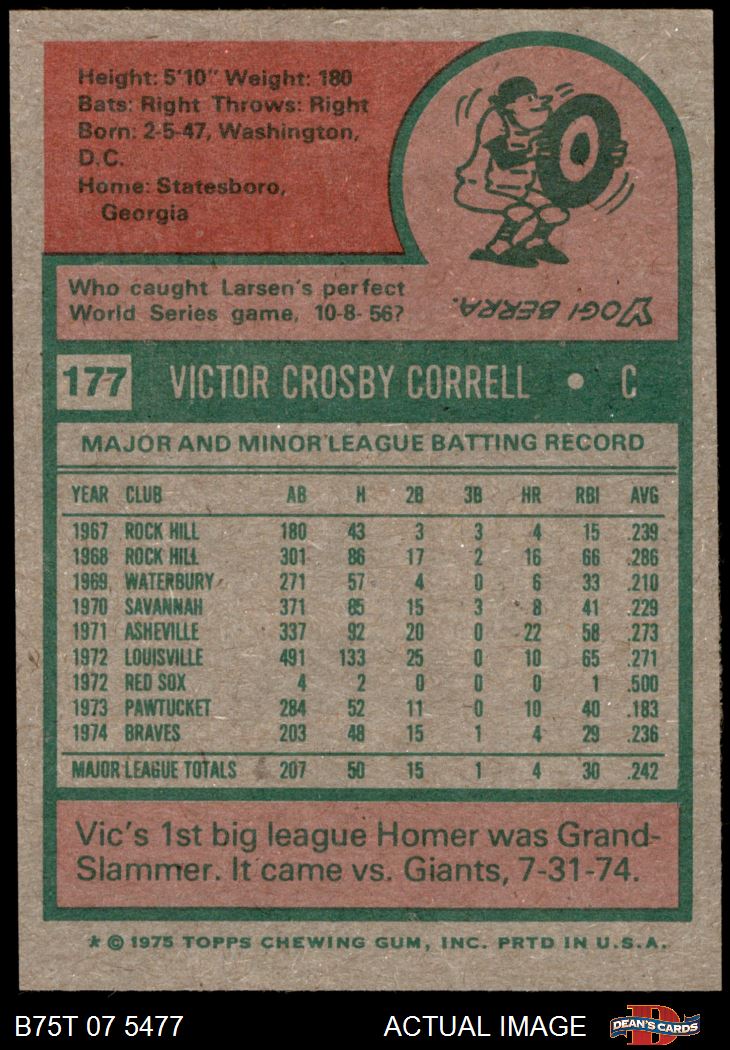 Height: 5'10" Weight: 180
Bats: Right Throws: Right
Born: 2-5-47, Washington,
D.C.
Home: Statesboro,
Georgia
Who caught Larsen's perfect
World Series game, 10-8-56?
YOGI BERRA.
177 VICTOR CROSBY CORRELL • C
MAJOR AND MINOR LEAGUE BATTING RECORD
YEAR CLUB AB H 2B 3B HR RBI AVG
1967 ROCK HILL 180 43 3 3 4 15 .239
1968 ROCK HILL 301 86 17 2 16 66 .286
1969 WATERBURY 271 57 4 0 6 33 .210
1970 SAVANNAH 371 85 15 3 8 41 .229
1971 ASHEVILLE 337 92 20 0 22 58 .273
1972 LOUISVILLE 491 133 25 0 10 65 .271
1972 RED SOX 4 2 0 0 0 1 .500
1973 PAWTUCKET 284 52 11 0 10 40 .183
1974 BRAVES 203 48 15 1 4 29 .236
MAJOR LEAGUE TOTALS 207 50 15 1 4 30 .242
Vic's 1st big league Homer was Grand-
Slammer. It came vs. Giants, 7-31-74.
* © 1975 TOPPS CHEWING GUM, INC. PRTD IN U.S.A.
B75T 07 5477 ACTUAL IMAGE D DEAN'S CARDS